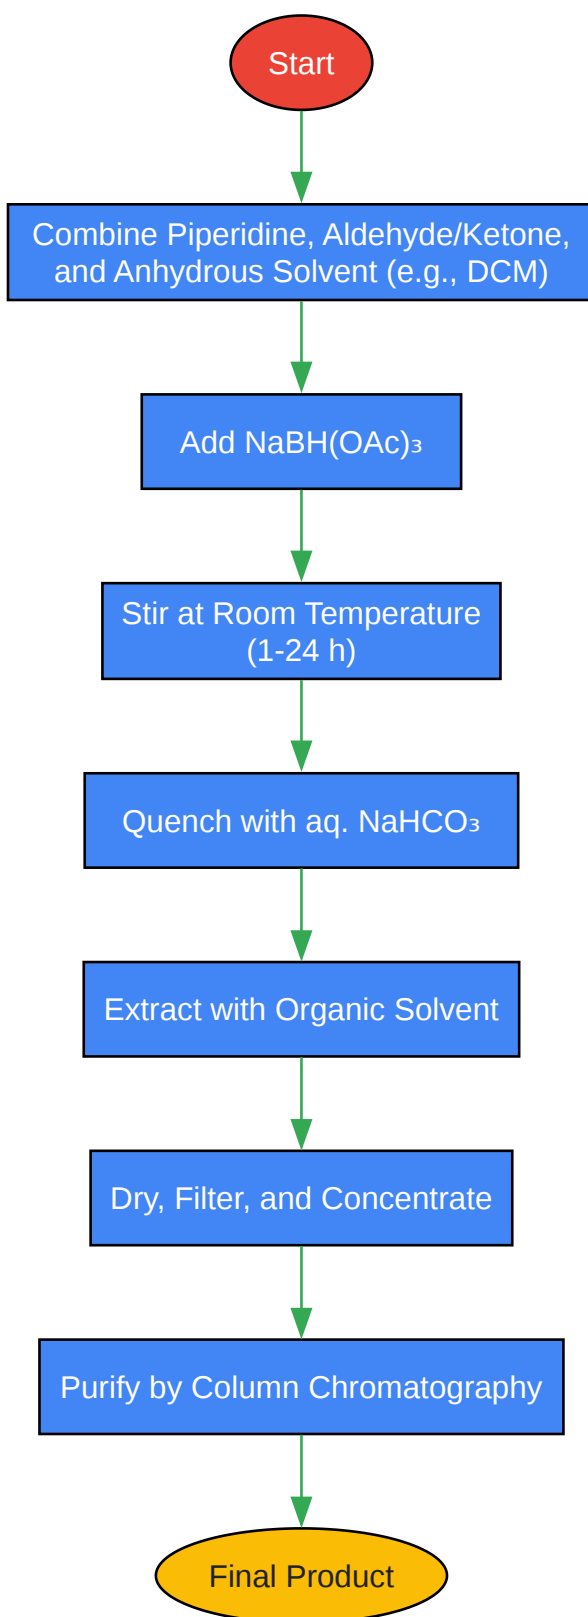 Start
Combine Piperidine, Aldehyde/Ketone,
and Anhydrous Solvent (e.g., DCM)
Add NaBH(OAc)₃
Stir at Room Temperature
(1-24 h)
Quench with aq. NaHCO₃
Extract with Organic Solvent
Dry, Filter, and Concentrate
Purify by Column Chromatography
Final Product